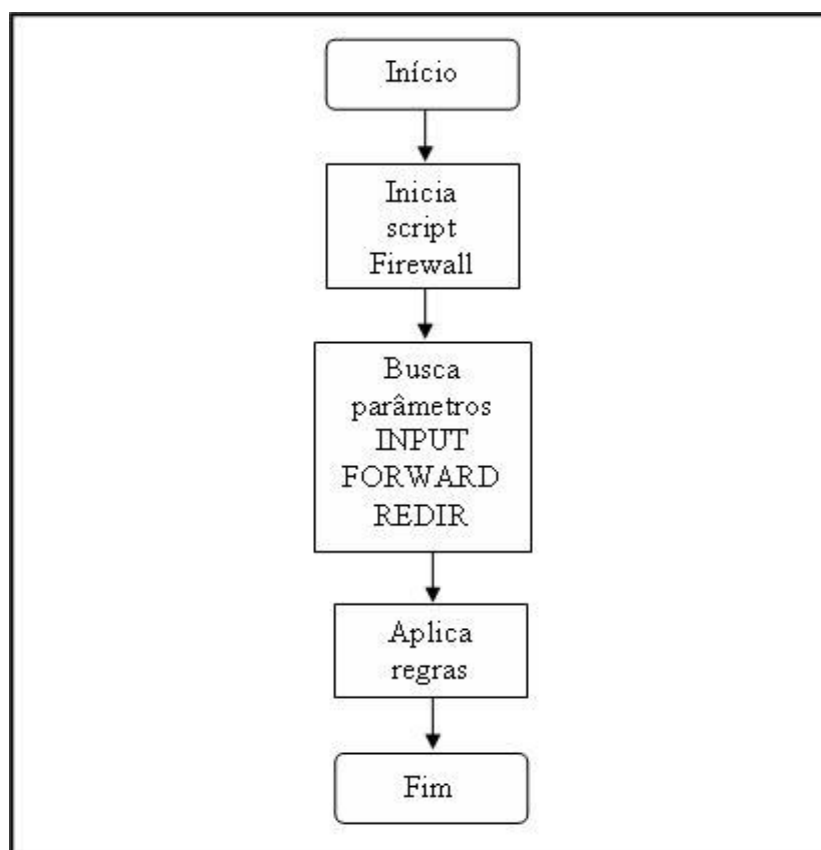 Início
Inicia
script
Firewall
Busca
parâmetros
INPUT
FORWARD
REDIR
Aplica
regras
Fim